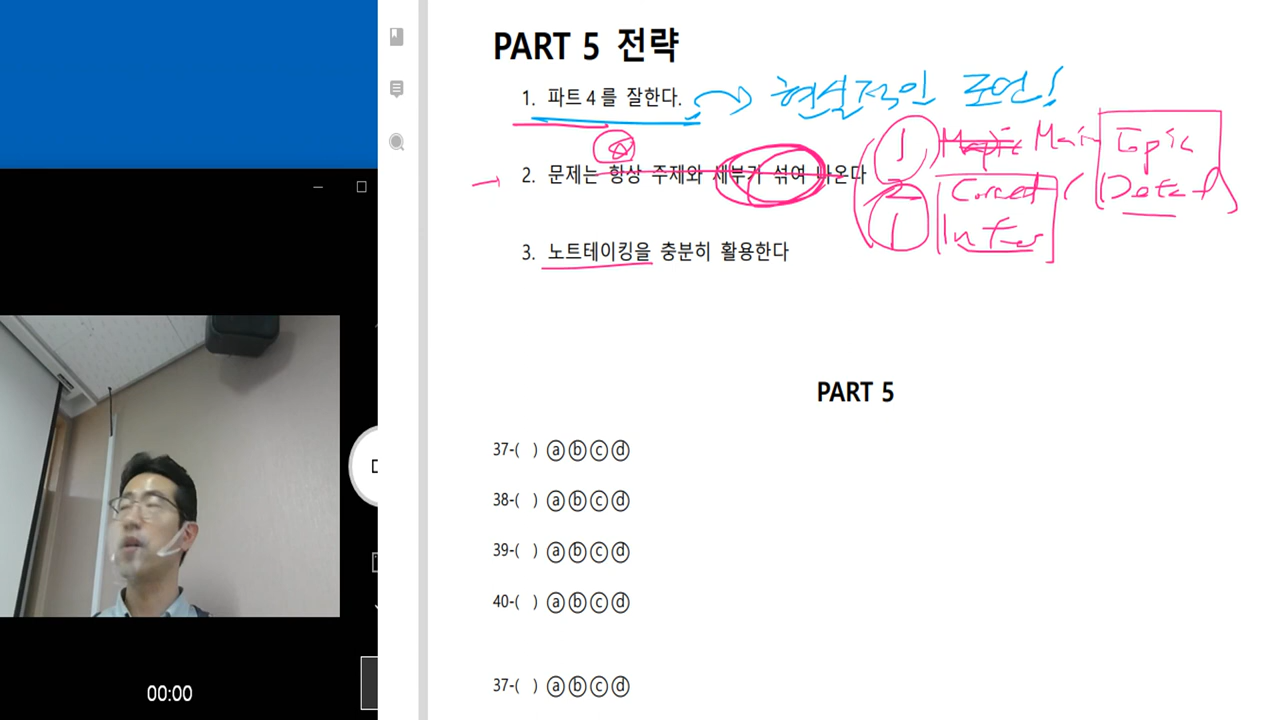 PART 5 전략
1. 파트 4 를 잘한다.
현실적인 조언!
2. 문제는 항상 주제와 세부가 섞여 나온다
1 Main Topic
2 Correct / Detail
1 Infer
3. 노트테이킹을 충분히 활용한다
PART 5
37-( ) ⓐⓑⓒⓓ
38-( ) ⓐⓑⓒⓓ
39-( ) ⓐⓑⓒⓓ
40-( ) ⓐⓑⓒⓓ
37-( ) ⓐⓑⓒⓓ
00:00